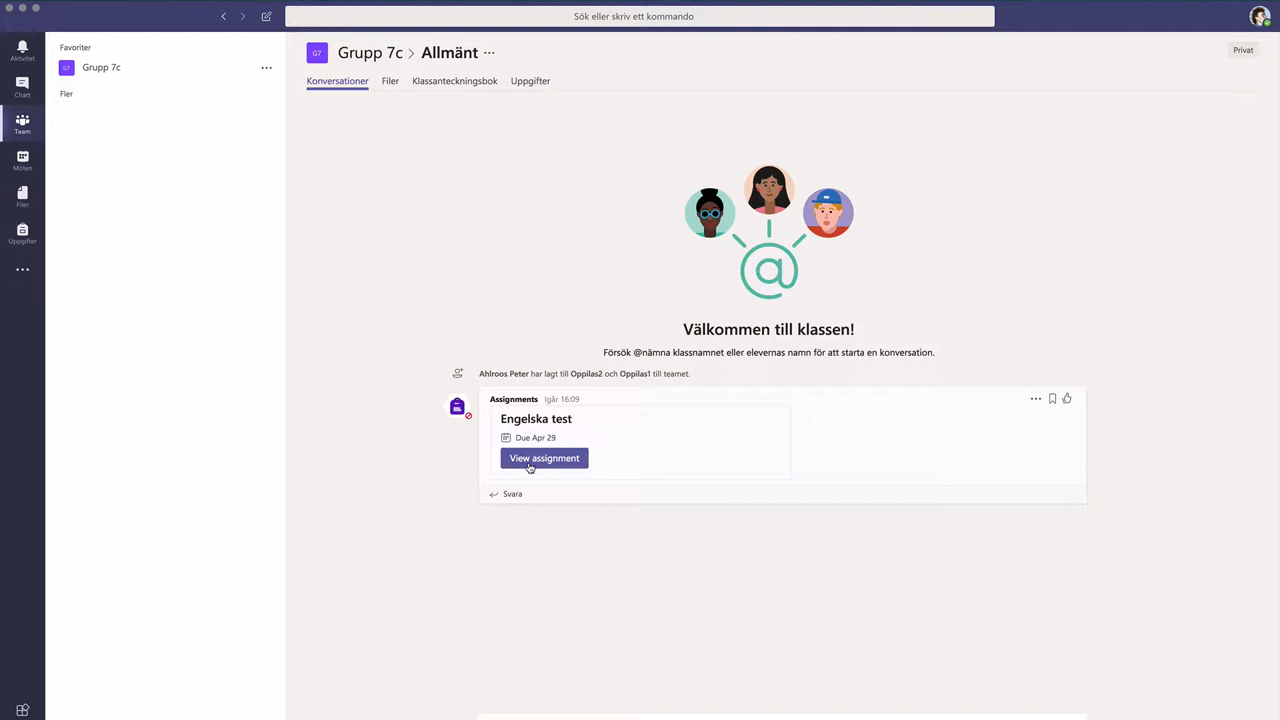 Sök eller skriv ett kommando
Aktivitet
Chatt
Team
Möten
Filer
Uppgifter
Favoriter
G7 Grupp 7c
Fler
G7 Grupp 7c > Allmänt
Privat
Konversationer Filer Klassanteckningsbok Uppgifter
@
Välkommen till klassen!
Försök @nämna klassnamnet eller elevernas namn för att starta en konversation.
Ahlroos Peter har lagt till Oppilas2 och Oppilas1 till teamet.
Assignments Igår 16:09
Engelska test
Due Apr 29
View assignment
Svara